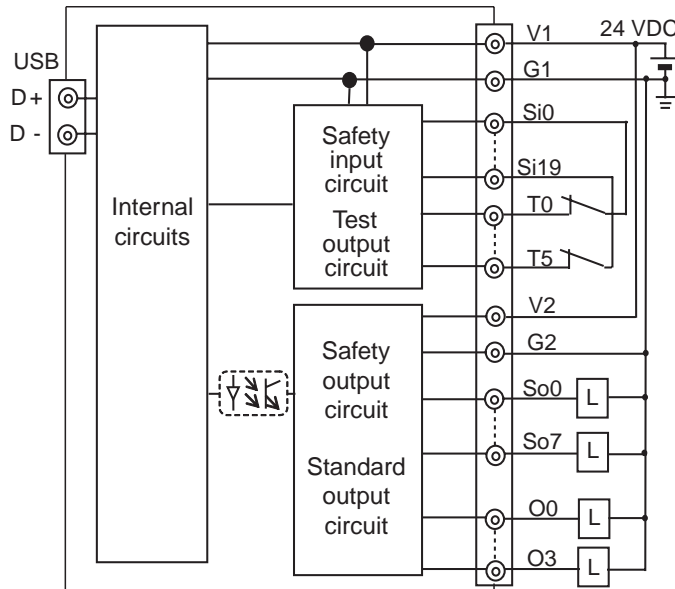 USB
D+
D -
Internal
circuits
Safety
input
circuit
Test
output
circuit
Safety
output
circuit
Standard
output
circuit
V1
24 VDC
G1
Si0
Si19
T0
T5
V2
G2
So0
L
So7
L
O0
L
O3
L